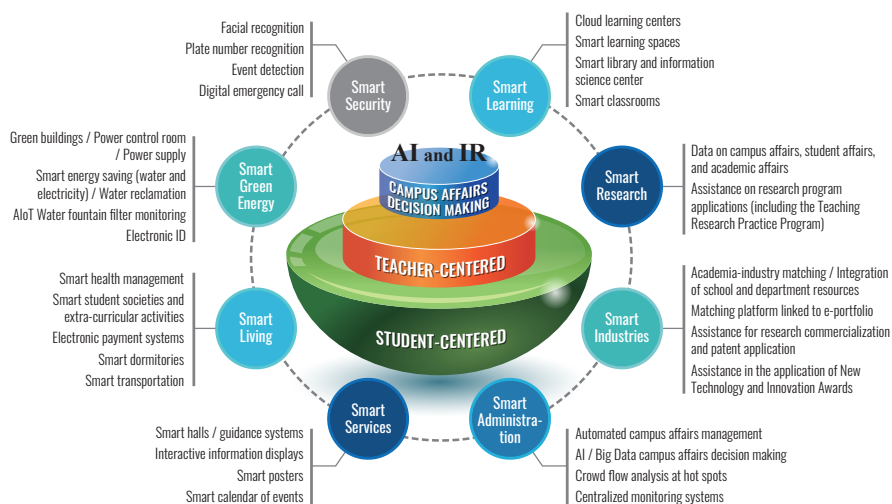 Facial recognition
Plate number recognition
Event detection
Digital emergency call
Smart
Security
Cloud learning centers
Smart learning spaces
Smart library and information
science center
Smart classrooms
Smart
Learning
Green buildings / Power control room
/ Power supply
Smart energy saving (water and
electricity) / Water reclamation
AIoT Water fountain filter monitoring
Electronic ID
Smart
Green
Energy
AI and IR
CAMPUS AFFAIRS
DECISION MAKING
TEACHER-CENTERED
STUDENT-CENTERED
Smart
Research
Data on campus affairs, student affairs,
and academic affairs
Assistance on research program
applications (including the Teaching
Research Practice Program)
Smart health management
Smart student societies and
extra-curricular activities
Electronic payment systems
Smart dormitories
Smart transportation
Smart
Living
Smart
Industries
Academia-industry matching / Integration
of school and department resources
Matching platform linked to e-portfolio
Assistance for research commercialization
and patent application
Assistance in the application of New
Technology and Innovation Awards
Smart halls / guidance systems
Interactive information displays
Smart posters
Smart calendar of events
Smart
Services
Smart
Administra-
tion
Automated campus affairs management
AI / Big Data campus affairs decision making
Crowd flow analysis at hot spots
Centralized monitoring systems